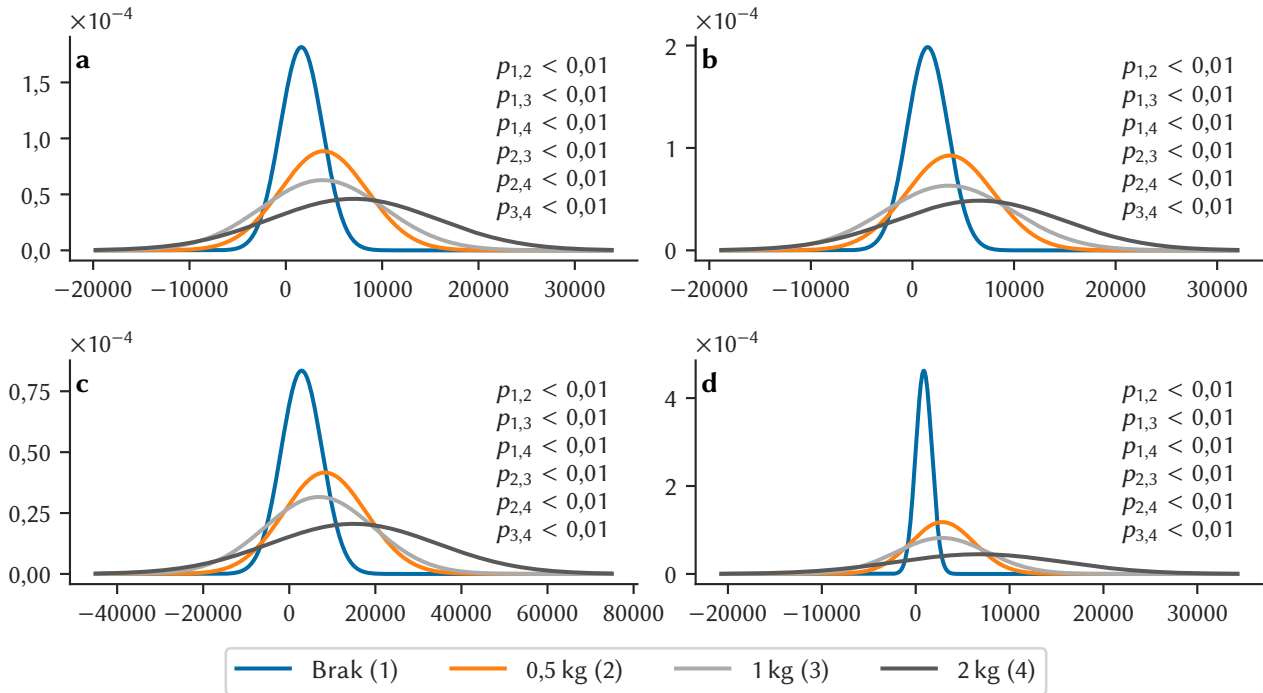 ×10⁻⁴
a
p₁,₂ < 0,01
p₁,₃ < 0,01
p₁,₄ < 0,01
p₂,₃ < 0,01
p₂,₄ < 0,01
p₃,₄ < 0,01
1,5
1,0
0,5
0,0
−20000 −10000 0 10000 20000 30000
×10⁻⁴
b
p₁,₂ < 0,01
p₁,₃ < 0,01
p₁,₄ < 0,01
p₂,₃ < 0,01
p₂,₄ < 0,01
p₃,₄ < 0,01
2
1
0
−20000 −10000 0 10000 20000 30000
×10⁻⁴
c
p₁,₂ < 0,01
p₁,₃ < 0,01
p₁,₄ < 0,01
p₂,₃ < 0,01
p₂,₄ < 0,01
p₃,₄ < 0,01
0,75
0,50
0,25
0,00
−40000 −20000 0 20000 40000 60000 80000
×10⁻⁴
d
p₁,₂ < 0,01
p₁,₃ < 0,01
p₁,₄ < 0,01
p₂,₃ < 0,01
p₂,₄ < 0,01
p₃,₄ < 0,01
4
2
0
−20000 −10000 0 10000 20000 30000
Brak (1) 0,5 kg (2) 1 kg (3) 2 kg (4)